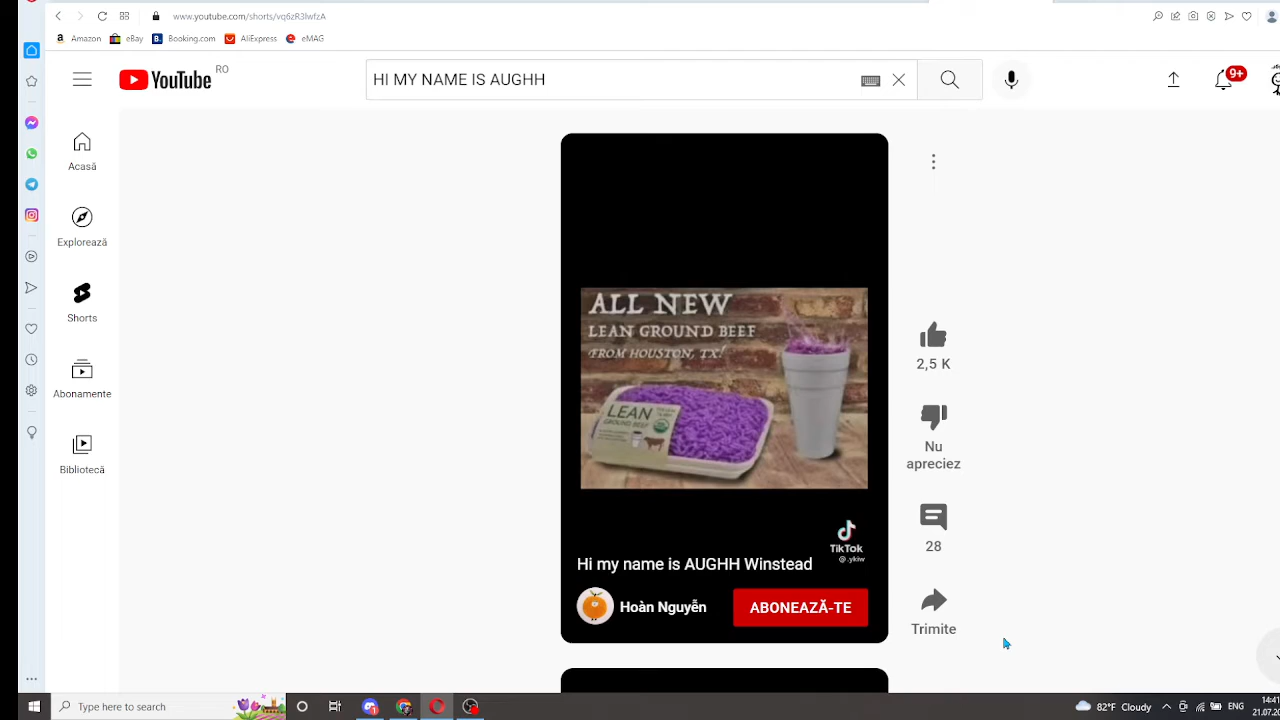 www.youtube.com/shorts/vq6zR3lwfzA
Amazon
eBay
Booking.com
AliExpress
eMAG
YouTube RO
HI MY NAME IS AUGHH
9+
Acasă
Explorează
Shorts
Abonamente
Bibliotecă
ALL NEW
LEAN GROUND BEEF
FROM HOUSTON, TX!
LEAN
GROUND BEEF
TikTok
@.ykiw
Hi my name is AUGHH Winstead
Hoàn Nguyễn
ABONEAZĂ-TE
2,5 K
Nu
apreciez
28
Trimite
Type here to search
82°F Cloudy
ENG
14:41
21.07.2